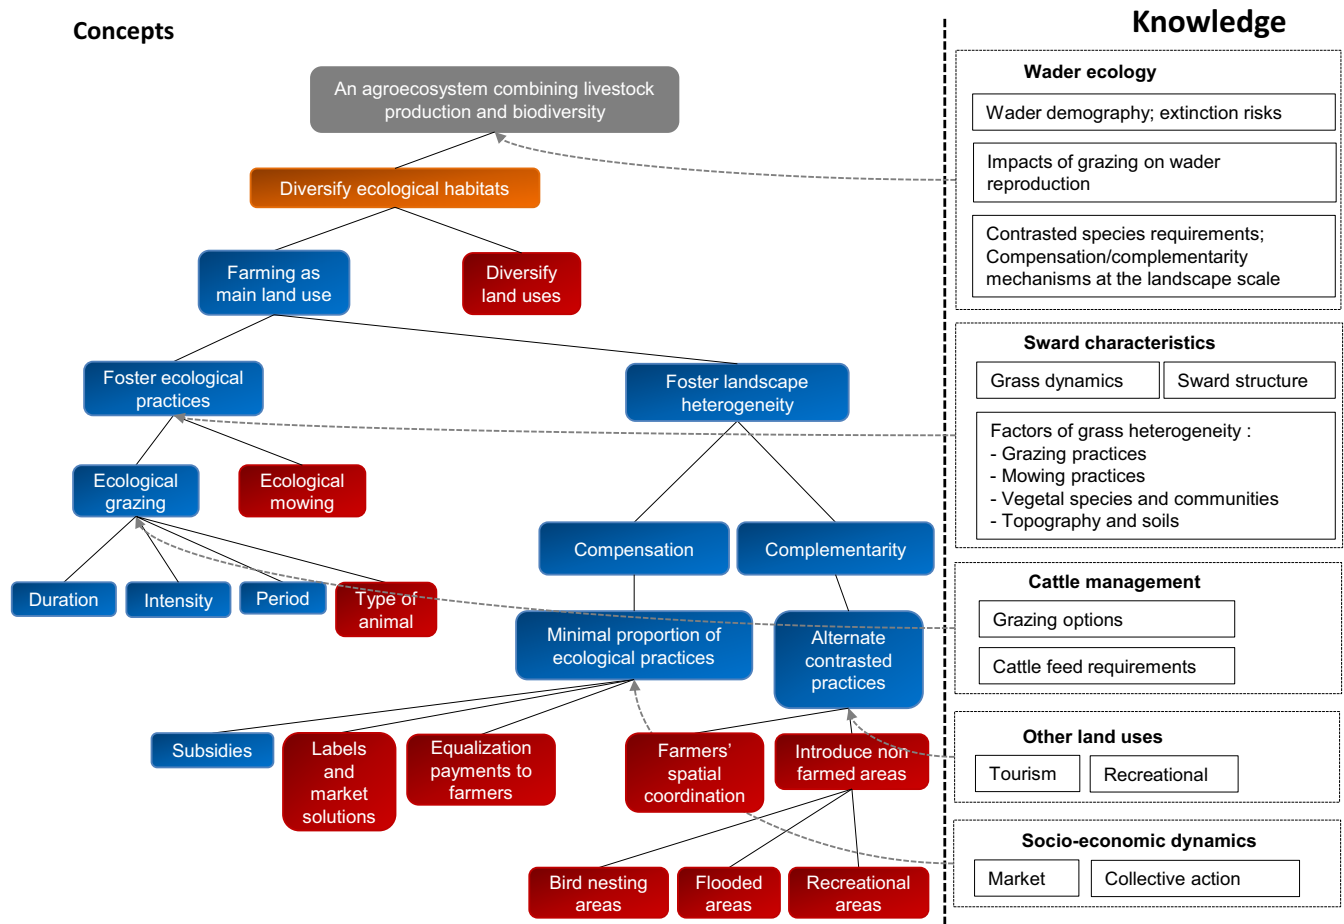 Concepts
Knowledge
An agroecosystem combining livestock
production and biodiversity
Diversify ecological habitats
Farming as
main land use
Diversify
land uses
Foster ecological
practices
Foster landscape
heterogeneity
Ecological
grazing
Ecological
mowing
Compensation
Complementarity
Duration
Intensity
Period
Type of
animal
Minimal proportion of
ecological practices
Alternate
contrasted
practices
Subsidies
Labels
and
market
solutions
Equalization
payments to
farmers
Farmers’
spatial
coordination
Introduce non
farmed areas
Bird nesting
areas
Flooded
areas
Recreational
areas
Wader ecology
Wader demography; extinction risks
Impacts of grazing on wader
reproduction
Contrasted species requirements;
Compensation/complementarity
mechanisms at the landscape scale
Sward characteristics
Grass dynamics
Sward structure
Factors of grass heterogeneity :
- Grazing practices
- Mowing practices
- Vegetal species and communities
- Topography and soils
Cattle management
Grazing options
Cattle feed requirements
Other land uses
Tourism
Recreational
Socio-economic dynamics
Market
Collective action